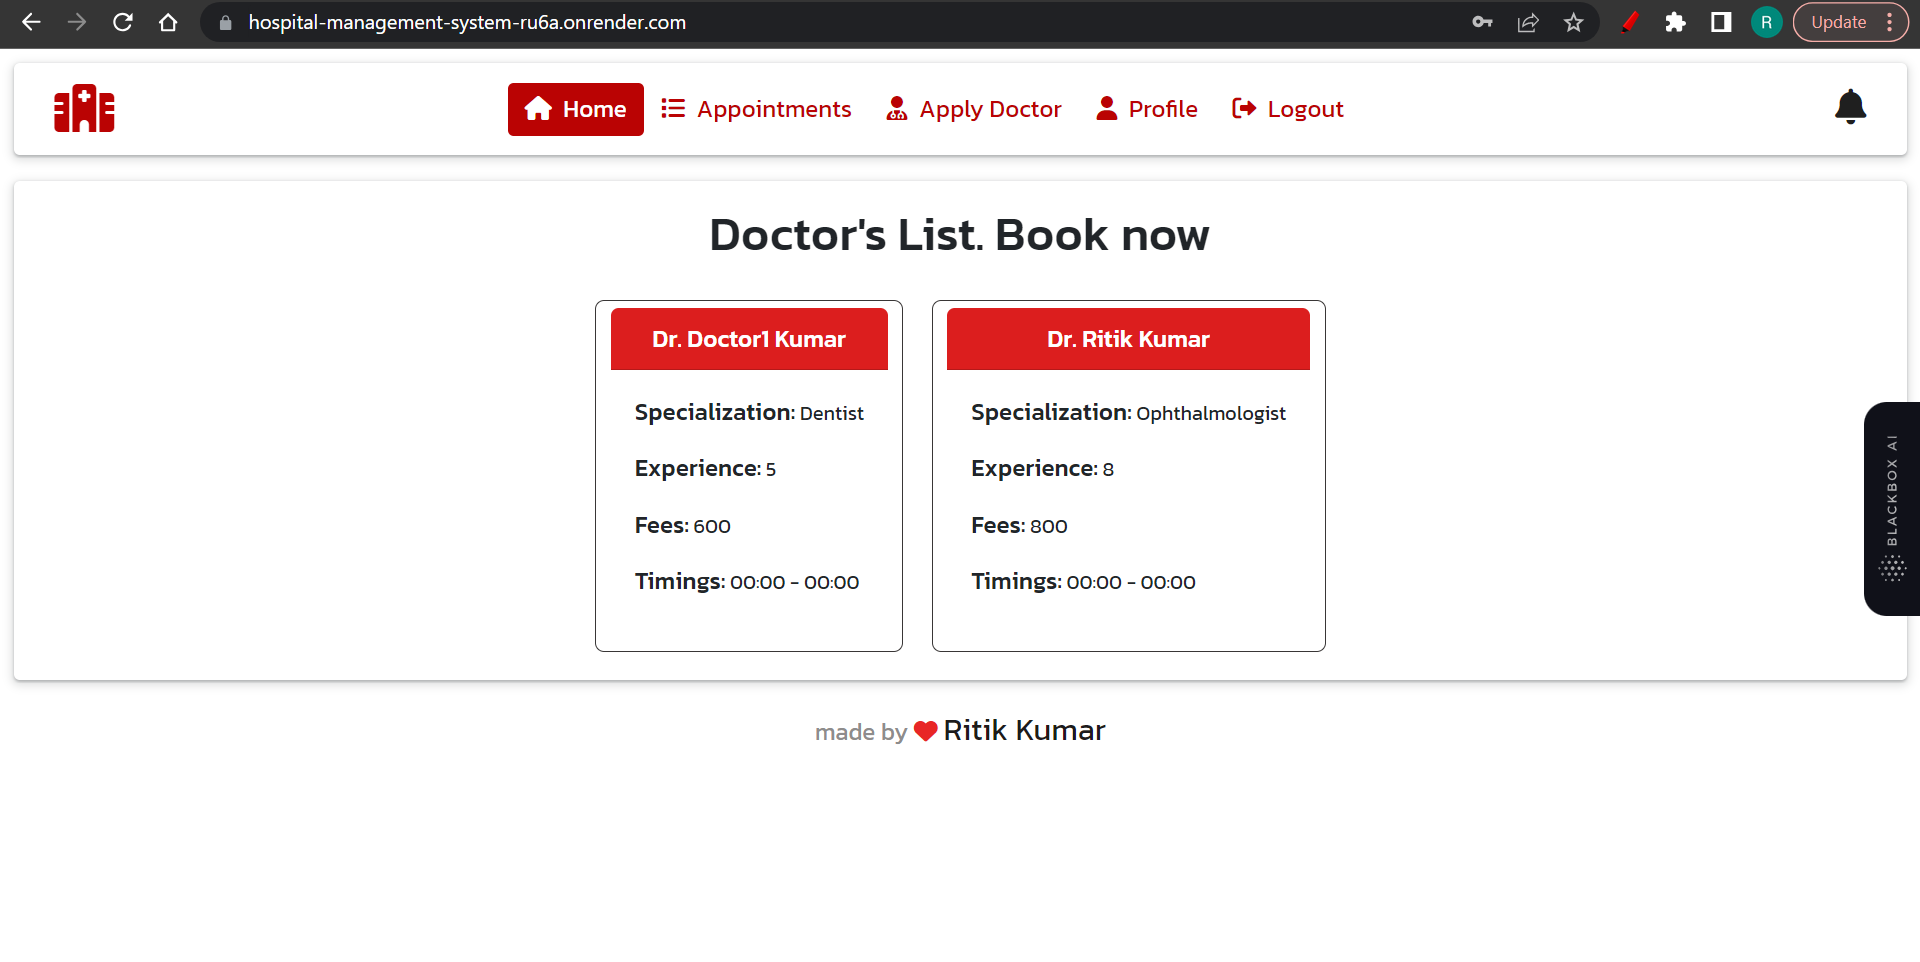 hospital-management-system-ru6a.onrender.com
R
Update
Home
Appointments
Apply Doctor
Profile
Logout
Doctor's List. Book now
Dr. Doctor1 Kumar
Specialization: Dentist
Experience: 5
Fees: 600
Timings: 00:00 - 00:00
Dr. Ritik Kumar
Specialization: Ophthalmologist
Experience: 8
Fees: 800
Timings: 00:00 - 00:00
BLACKBOX AI
made by Ritik Kumar